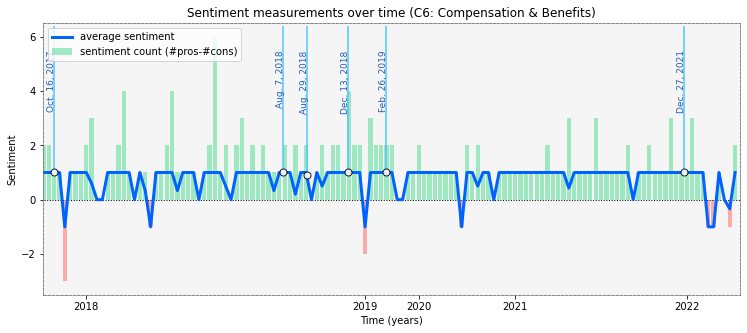 Sentiment measurements over time (C6: Compensation & Benefits)
average sentiment
sentiment count (#pros-#cons)
Oct. 16, 2017
Aug. 7, 2018
Aug. 29, 2018
Dec. 13, 2018
Feb. 26, 2019
Dec. 27, 2021
Sentiment
6
4
2
0
−2
2018
2019
2020
2021
2022
Time (years)